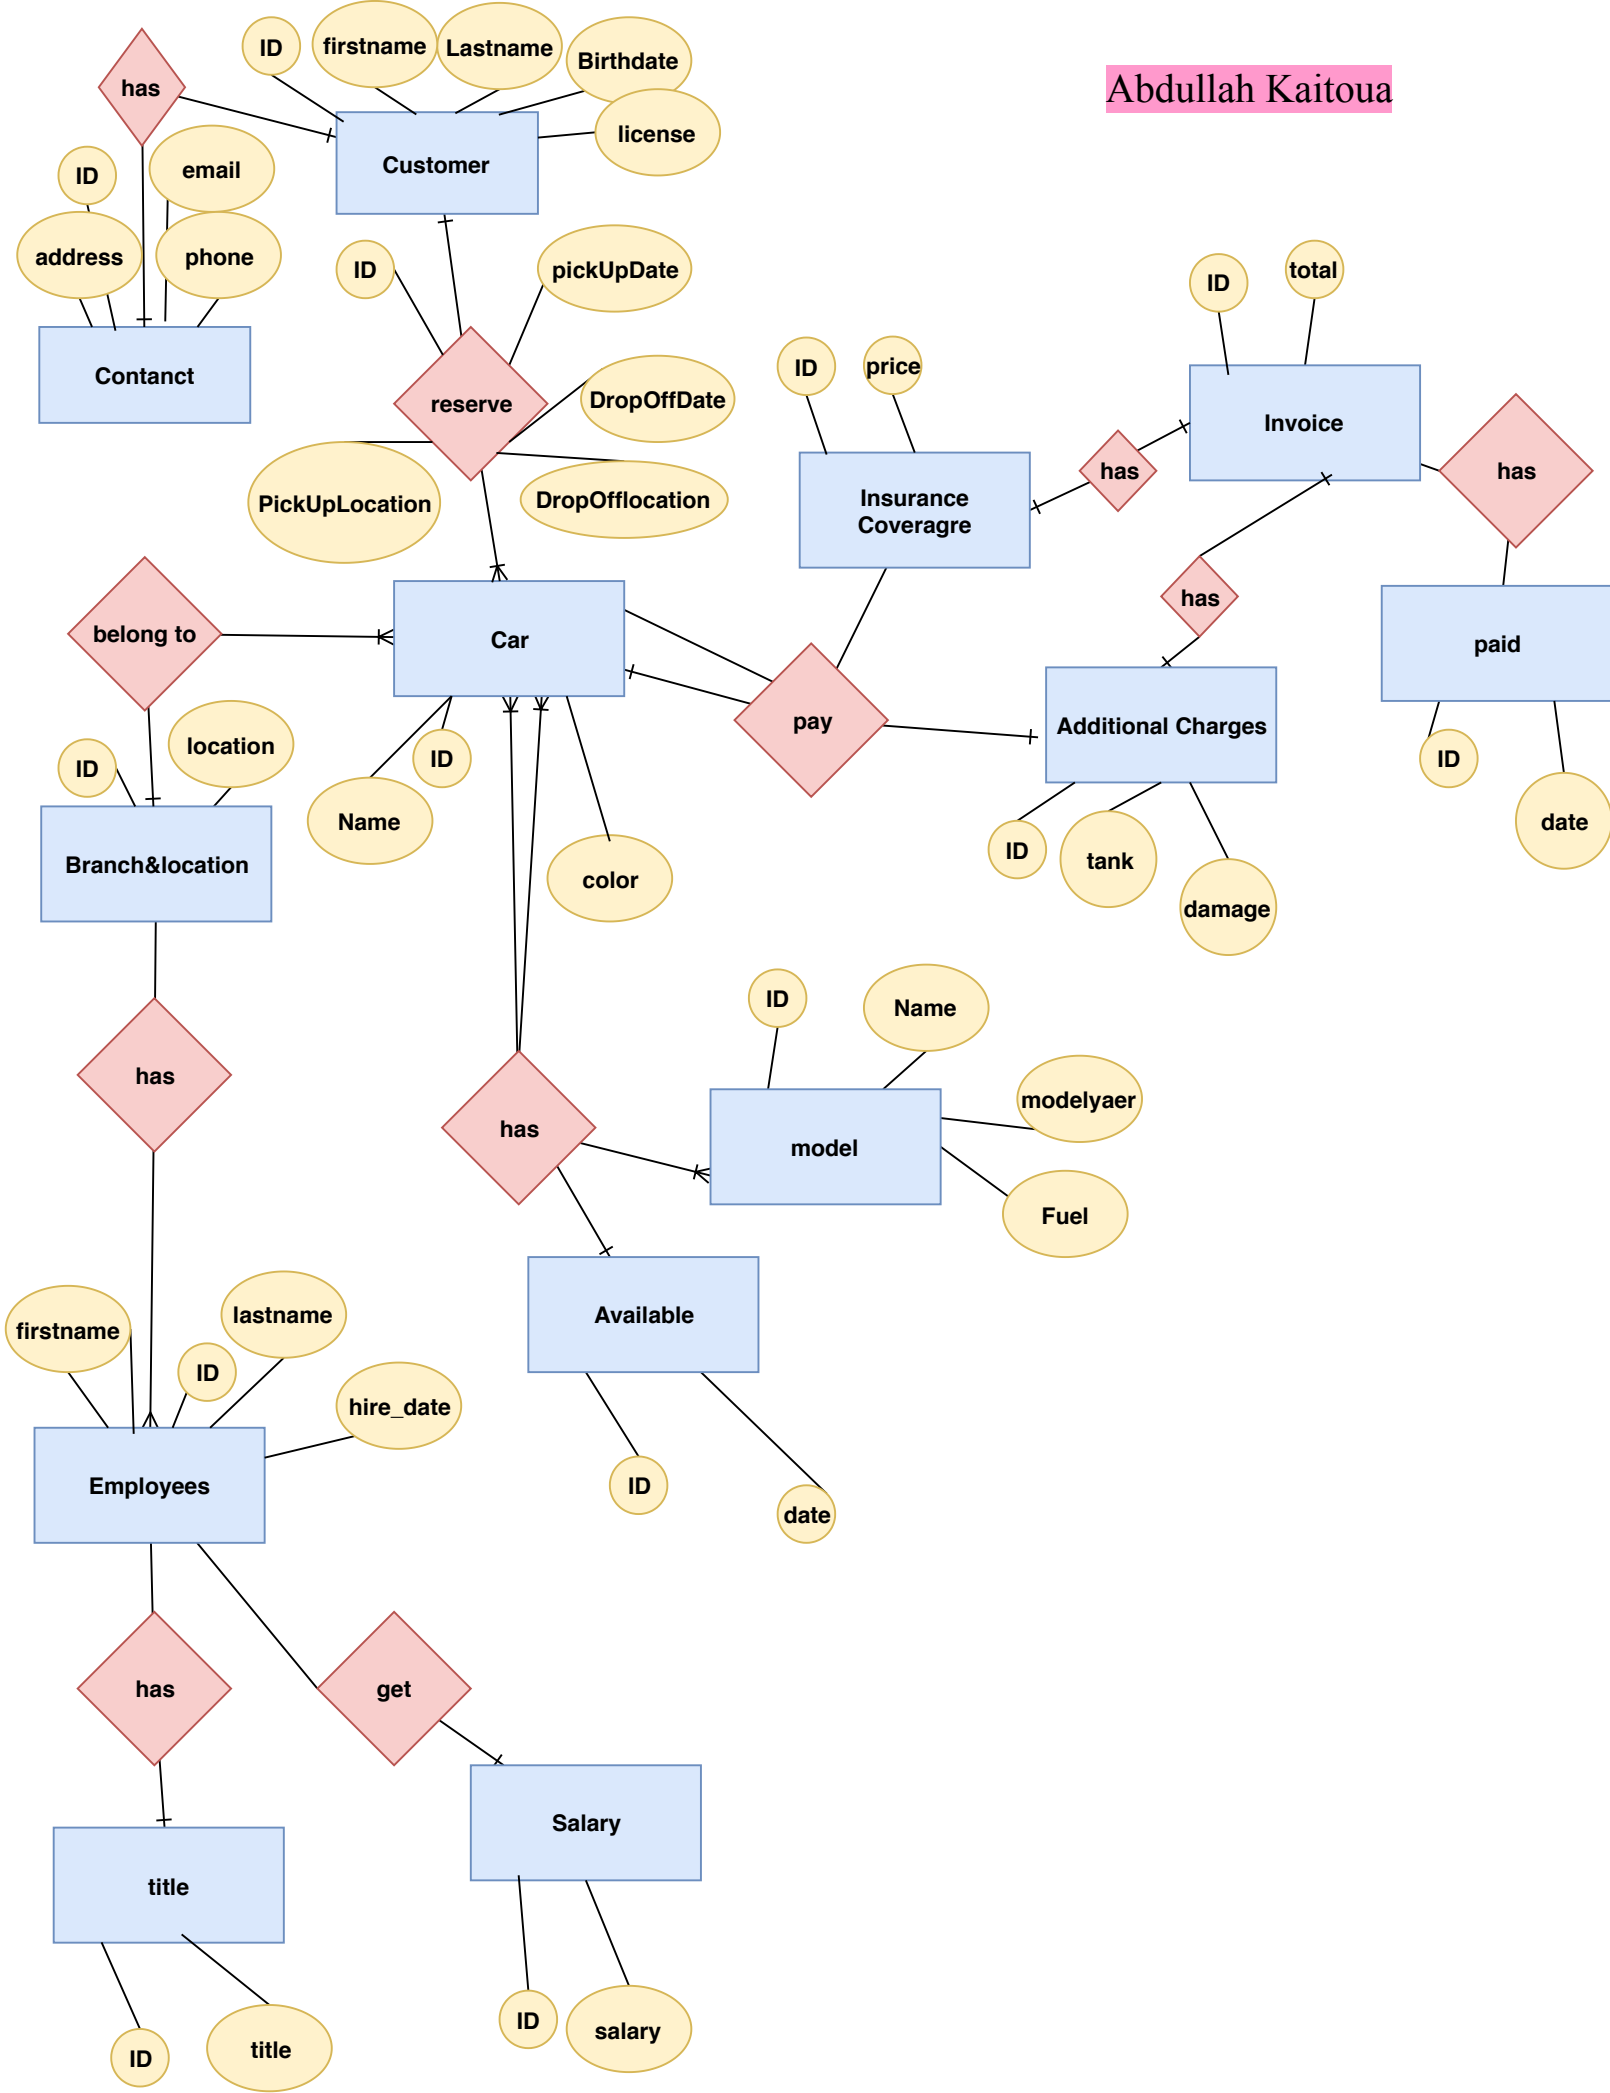 ID
firstname
Lastname
Birthdate
license
has
Customer
Abdullah Kaitoua
ID
email
address
phone
Contanct
ID
pickUpDate
reserve
DropOffDate
PickUpLocation
DropOfflocation
ID
total
ID
price
Invoice
has
has
Insurance
Coveragre
has
paid
belong to
Car
pay
Additional Charges
ID
date
ID
location
ID
Name
color
ID
tank
damage
Branch&location
has
ID
Name
modelyaer
Fuel
has
model
Available
firstname
ID
lastname
hire_date
Employees
ID
date
has
get
Salary
title
ID
salary
ID
title